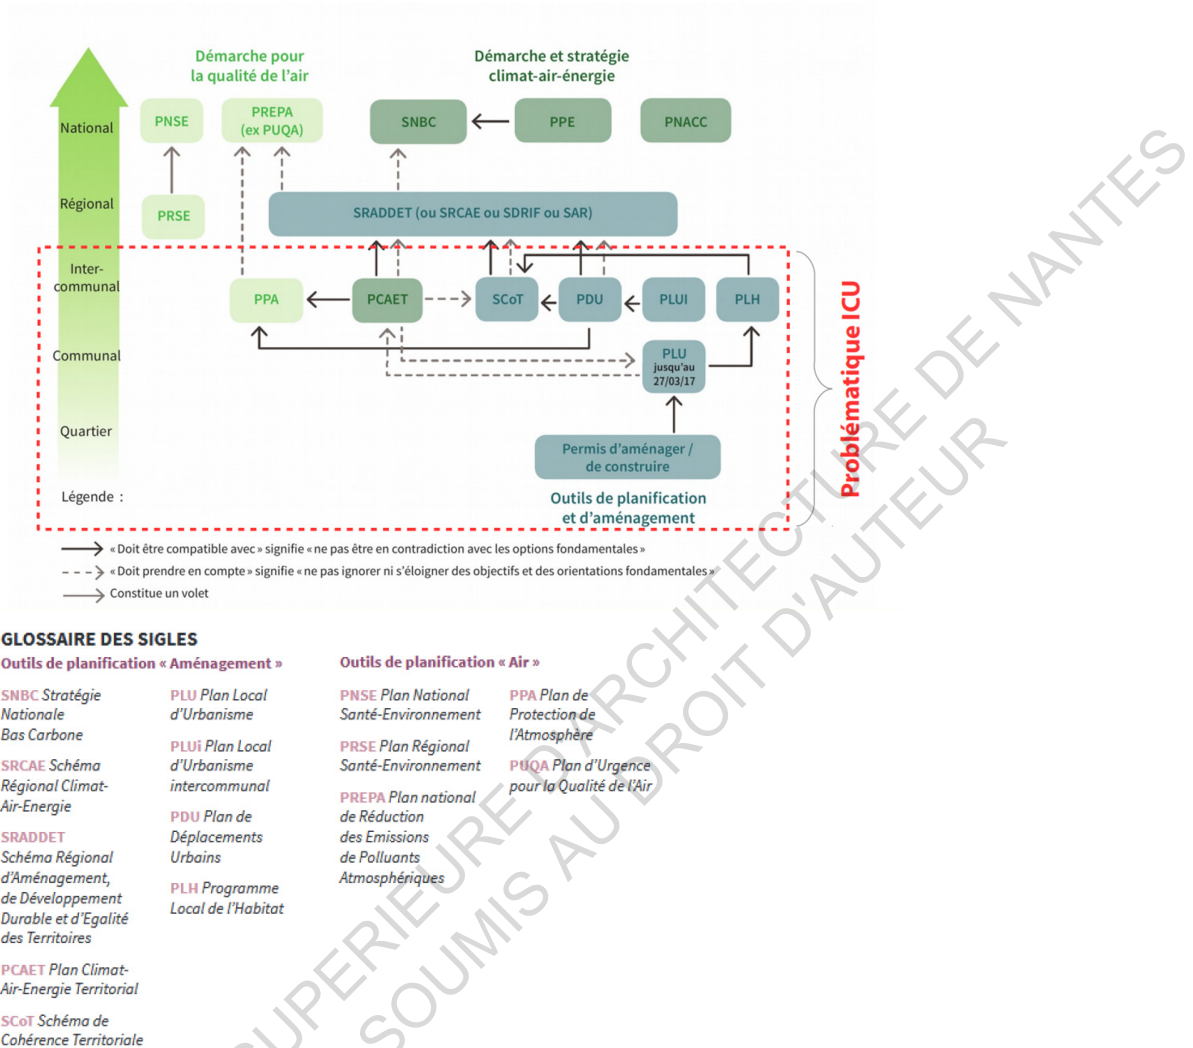 Démarche pour
la qualité de l'air
Démarche et stratégie
climat-air-énergie
National
PNSE
PREPA
(ex PUQA)
SNBC
PPE
PNACC
Régional
PRSE
SRADDET (ou SRCAE ou SDRIF ou SAR)
Inter-
communal
PPA
PCAET
SCoT
PDU
PLUI
PLH
Communal
PLU
jusqu'au
27/03/17
Quartier
Permis d'aménager /
de construire
Outils de planification
et d'aménagement
Problématique ICU
Légende :
« Doit être compatible avec » signifie « ne pas être en contradiction avec les options fondamentales »
« Doit prendre en compte » signifie « ne pas ignorer ni s'éloigner des objectifs et des orientations fondamentales »
Constitue un volet
GLOSSAIRE DES SIGLES
Outils de planification « Aménagement »
SNBC Stratégie
Nationale
Bas Carbone
SRCAE Schéma
Régional Climat-
Air-Energie
SRADDET
Schéma Régional
d'Aménagement,
de Développement
Durable et d'Egalité
des Territoires
PCAET Plan Climat-
Air-Energie Territorial
SCoT Schéma de
Cohérence Territoriale
PLU Plan Local
d'Urbanisme
PLUi Plan Local
d'Urbanisme
intercommunal
PDU Plan de
Déplacements
Urbains
PLH Programme
Local de l'Habitat
Outils de planification « Air »
PNSE Plan National
Santé-Environnement
PRSE Plan Régional
Santé-Environnement
PREPA Plan national
de Réduction
des Emissions
de Polluants
Atmosphériques
PPA Plan de
Protection de
l'Atmosphère
PUQA Plan d'Urgence
pour la Qualité de l'Air
SUPERIEURE D'ARCHITECTURE DE NANTES
SOUMIS AU DROIT D'AUTEUR